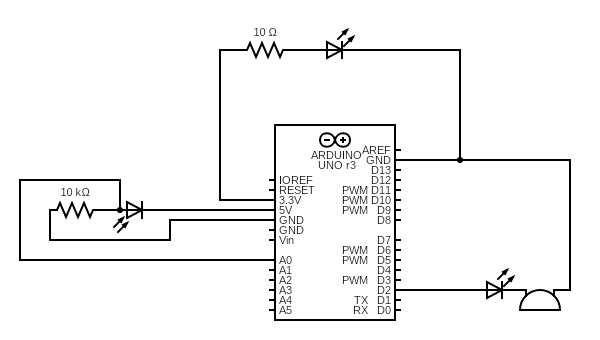 10 Ω
10 kΩ
ARDUINO
UNO r3
AREF
GND
D13
IOREF D12
RESET PWM D11
3.3V PWM D10
5V PWM D9
GND D8
GND
Vin D7
PWM D6
A0 PWM D5
A1 D4
A2 PWM D3
A3 D2
A4 TX D1
A5 RX D0